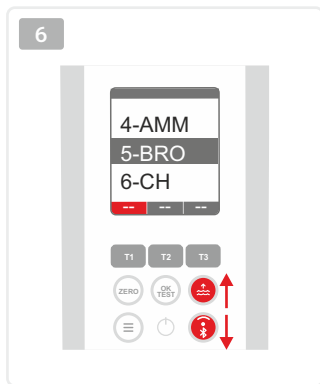 6
4-AMM
5-BRO
6-CH
-- -- --
T1 T2 T3
ZERO OK TEST